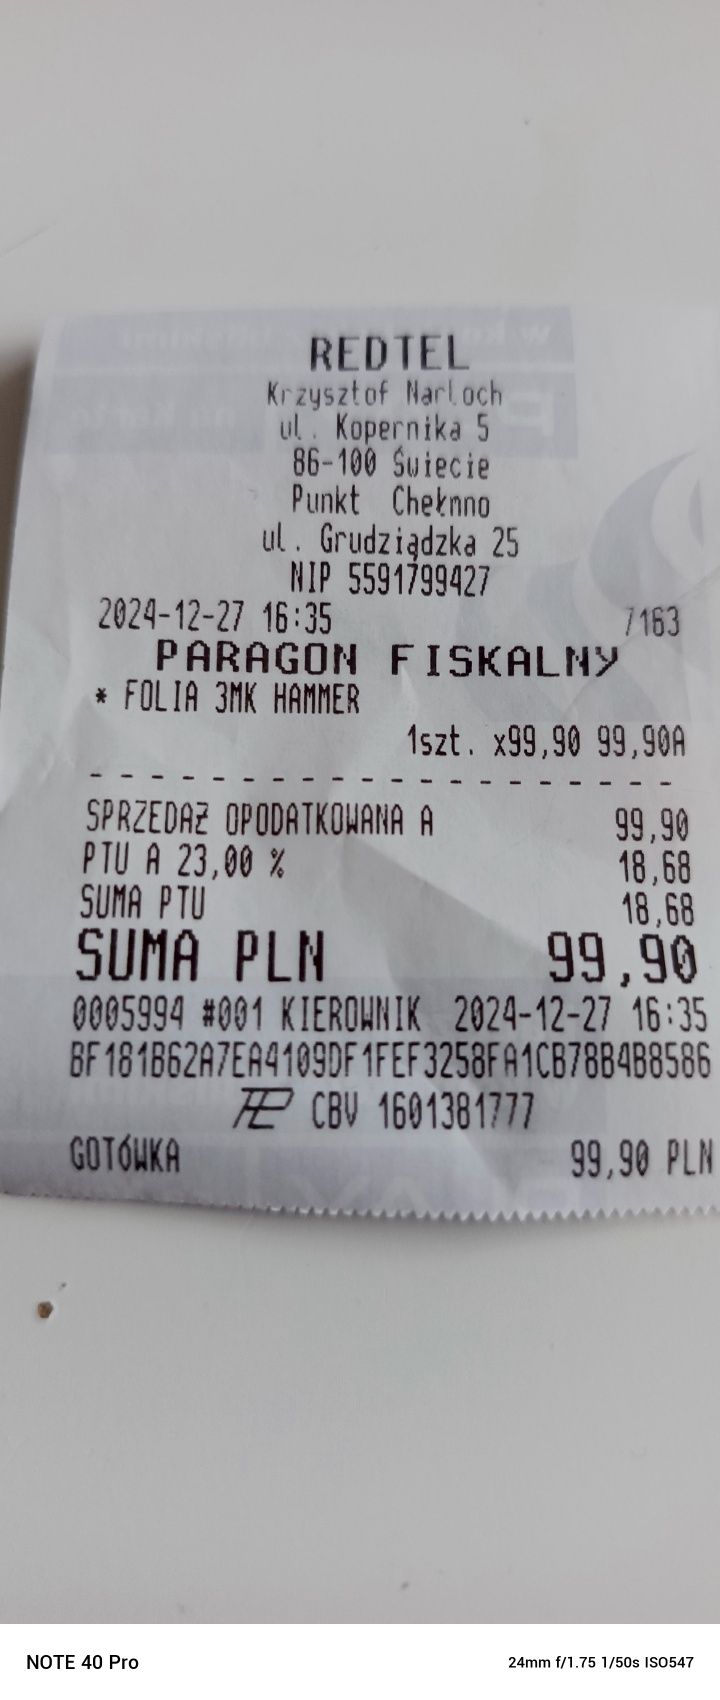 REDTEL
Krzysztof Narloch
ul. Kopernika 5
86-100 Świecie
Punkt Chełmno
ul. Grudziądzka 25
NIP 5591799427
2024-12-27 16:35 /163
PARAGON FISKALNY
* FOLIA 3MK HAMMER
1szt. x99,90 99,90A
SPRZEDAŻ OPODATKOWANA A 99,90
PTU A 23,00 % 18,68
SUMA PTU 18,68
SUMA PLN 99,90
0005994 #001 KIEROWNIK 2024-12-27 16:35
BF181B62A7EA4109DF1FEF3258FA1CB78B4B8586
CBV 1601381777
GOTÓWKA 99,90 PLN
NOTE 40 Pro 24mm f/1.75 1/50s ISO547